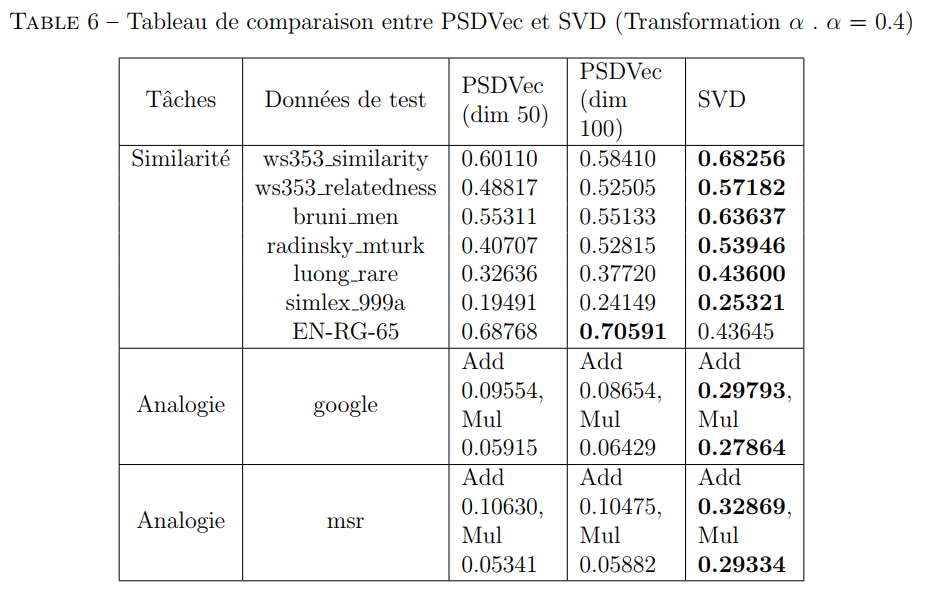 TABLE 6 – Tableau de comparaison entre PSDVec et SVD (Transformation α . α = 0.4)
Tâches Données de test PSDVec (dim 50) PSDVec (dim 100) SVD
Similarité ws353_similarity 0.60110 0.58410 0.68256
ws353_relatedness 0.48817 0.52505 0.57182
bruni_men 0.55311 0.55133 0.63637
radinsky_mturk 0.40707 0.52815 0.53946
luong_rare 0.32636 0.37720 0.43600
simlex_999a 0.19491 0.24149 0.25321
EN-RG-65 0.68768 0.70591 0.43645
Analogie google Add 0.09554, Mul 0.05915 Add 0.08654, Mul 0.06429 Add 0.29793, Mul 0.27864
Analogie msr Add 0.10630, Mul 0.05341 Add 0.10475, Mul 0.05882 Add 0.32869, Mul 0.29334